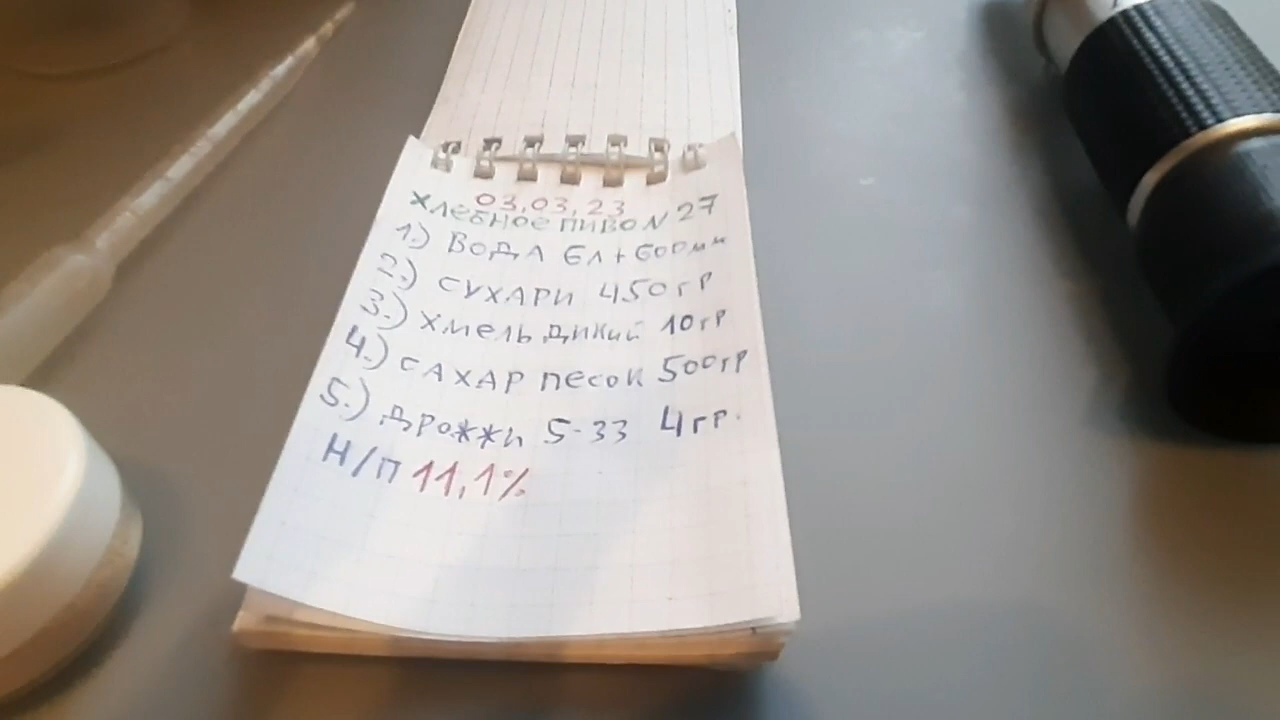 03,03,23
ХЛЕБНОЕ ПИВО N 27
1.) ВОДА 6Л + 600мл
2.) СУХАРИ 450гр
3.) ХМЕЛЬ ДИКИЙ 10гр
4.) САХАР ПЕСОК 500гр
5.) ДРОЖЖИ S-33 4гр.
Н/П 11,1%